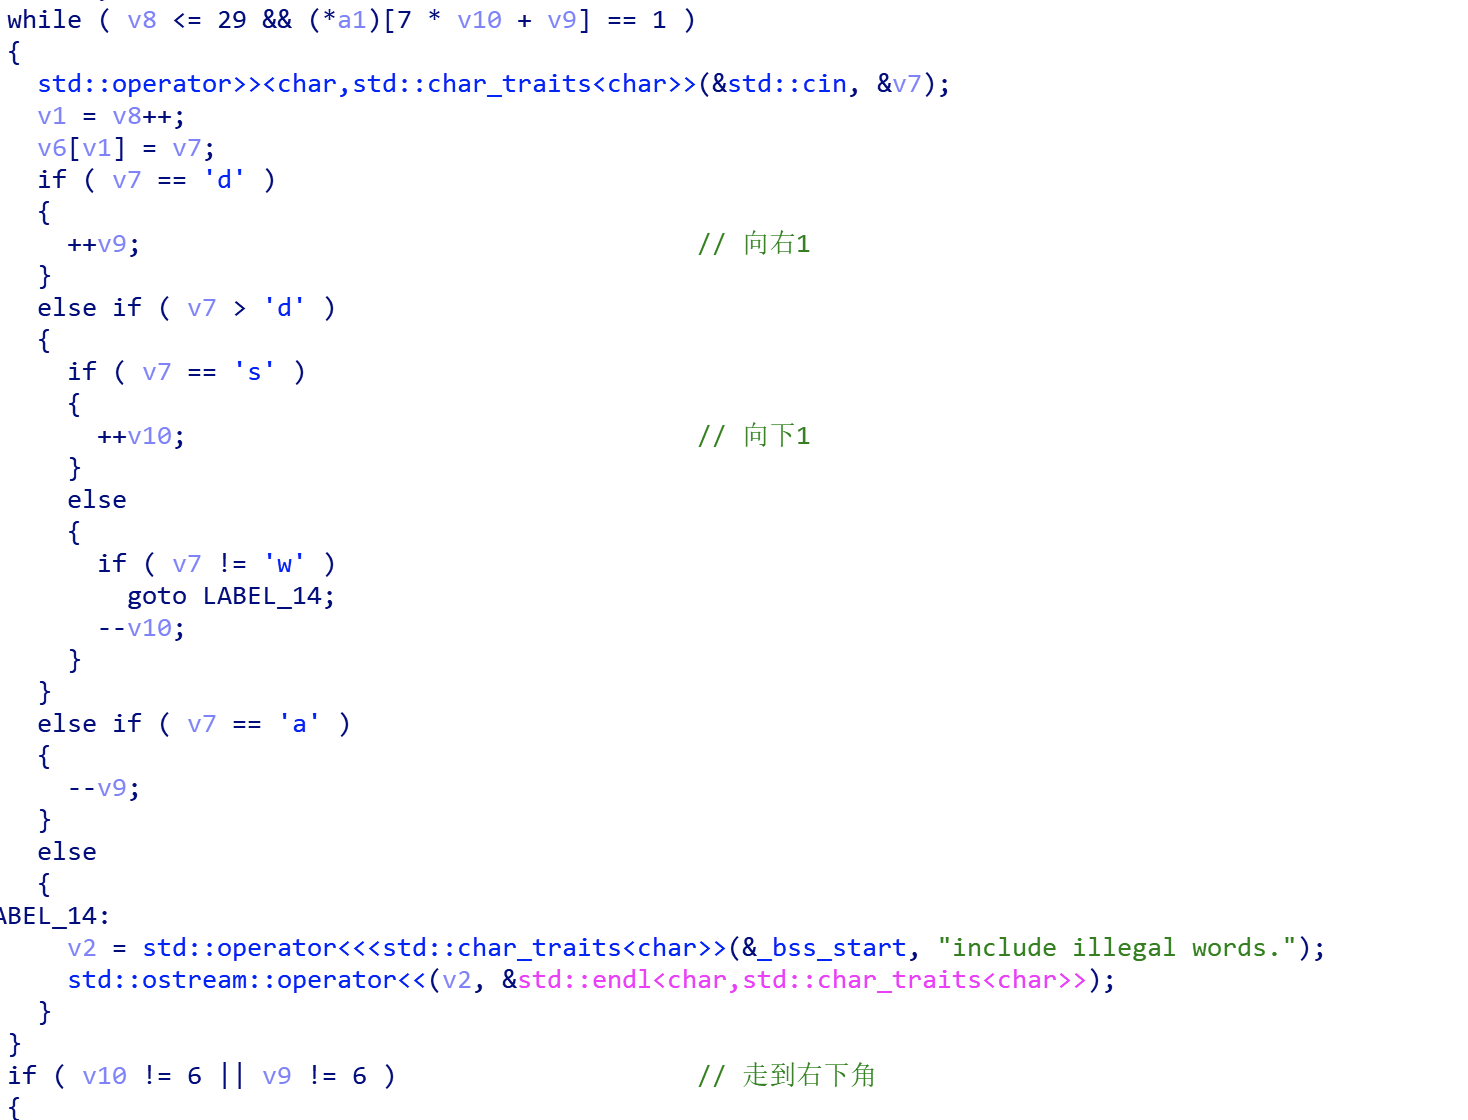 while ( v8 <= 29 && (*a1)[7 * v10 + v9] == 1 )
{
  std::operator>><char,std::char_traits<char>>(&std::cin, &v7);
  v1 = v8++;
  v6[v1] = v7;
  if ( v7 == 'd' )
  {
    ++v9;                                     // 向右1
  }
  else if ( v7 > 'd' )
  {
    if ( v7 == 's' )
    {
      ++v10;                                  // 向下1
    }
    else
    {
      if ( v7 != 'w' )
        goto LABEL_14;
      --v10;
    }
  }
  else if ( v7 == 'a' )
  {
    --v9;
  }
  else
  {
ABEL_14:
    v2 = std::operator<<<std::char_traits<char>>(&_bss_start, "include illegal words.");
    std::ostream::operator<<(v2, &std::endl<char,std::char_traits<char>>);
  }
}
if ( v10 != 6 || v9 != 6 )                    // 走到右下角
{